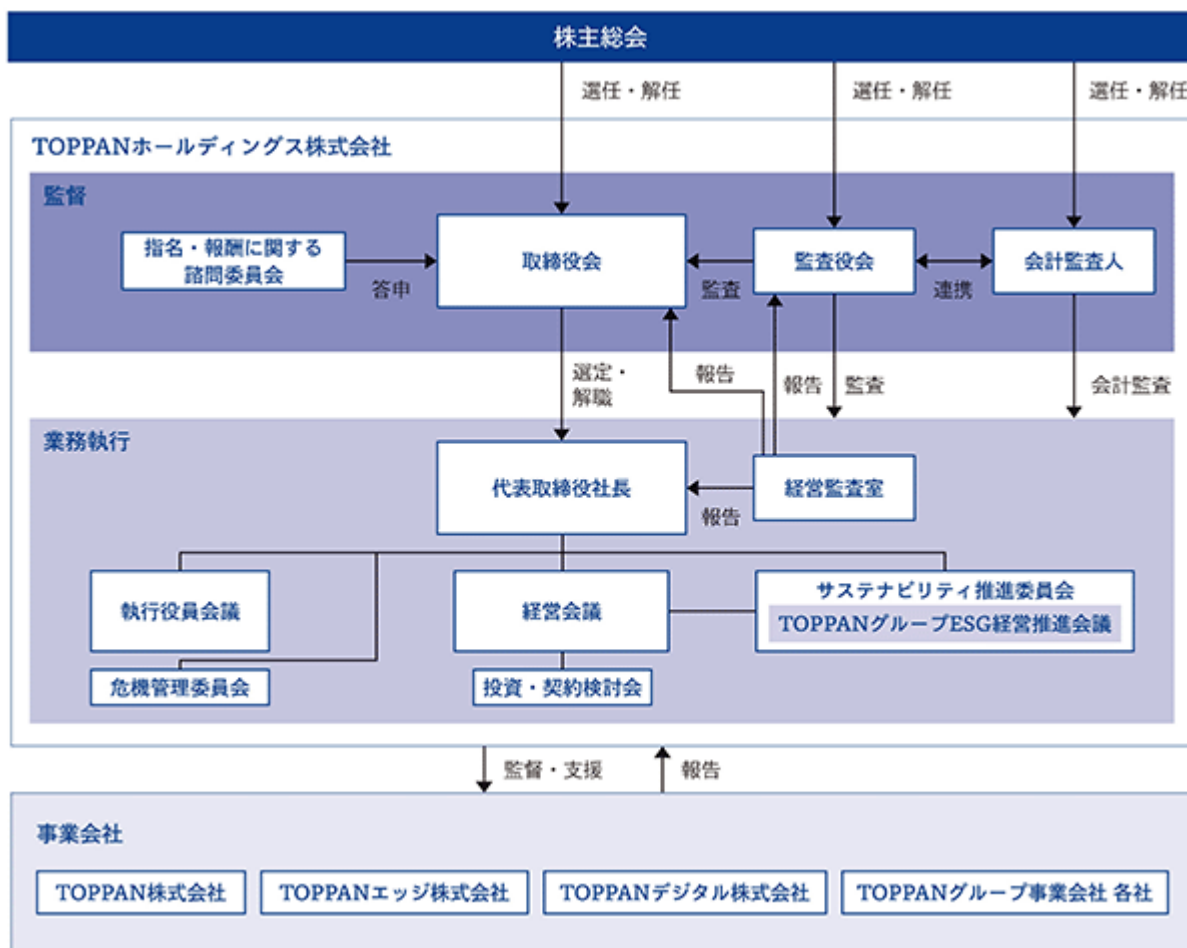 株主総会
選任・解任
選任・解任
選任・解任
TOPPANホールディングス株式会社
監督
指名・報酬に関する
諮問委員会
答申
取締役会
監査
監査役会
連携
会計監査人
選定・
解職
報告
報告
監査
会計監査
業務執行
代表取締役社長
報告
経営監査室
執行役員会議
経営会議
サステナビリティ推進委員会
TOPPANグループESG経営推進会議
危機管理委員会
投資・契約検討会
監督・支援
報告
事業会社
TOPPAN株式会社
TOPPANエッジ株式会社
TOPPANデジタル株式会社
TOPPANグループ事業会社 各社